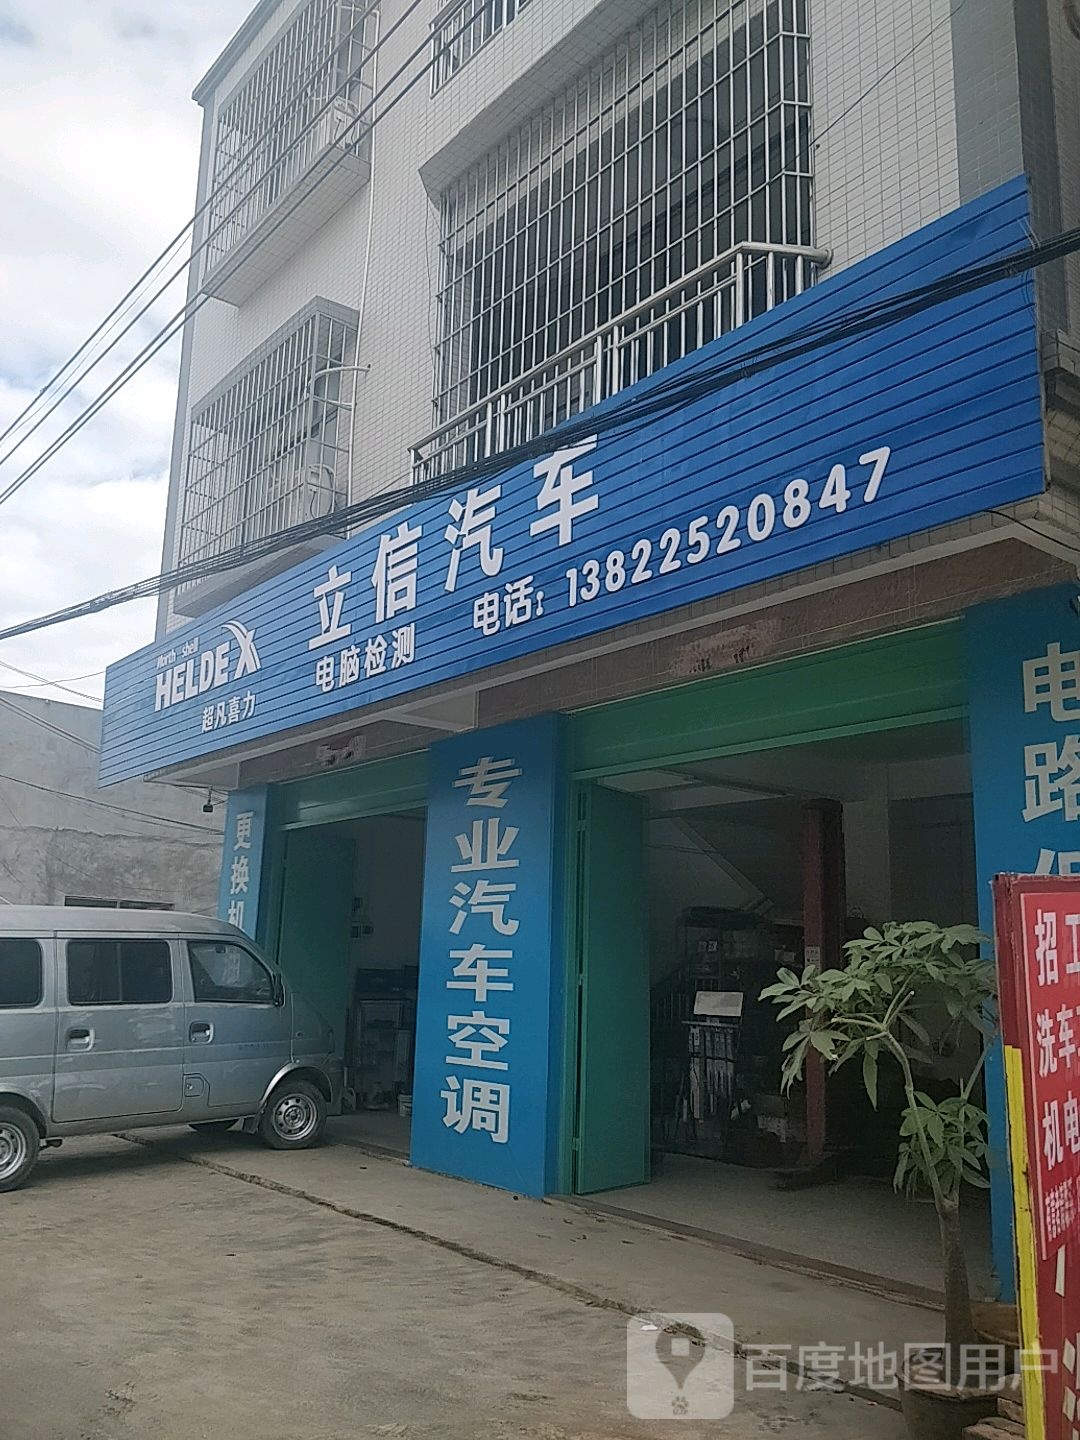 立信汽车
North shell
HELDEX
超凡喜力
电脑检测
电话：13822520847
更换机
专业汽车空调
电路
招工
洗车
机电
百度地图用户